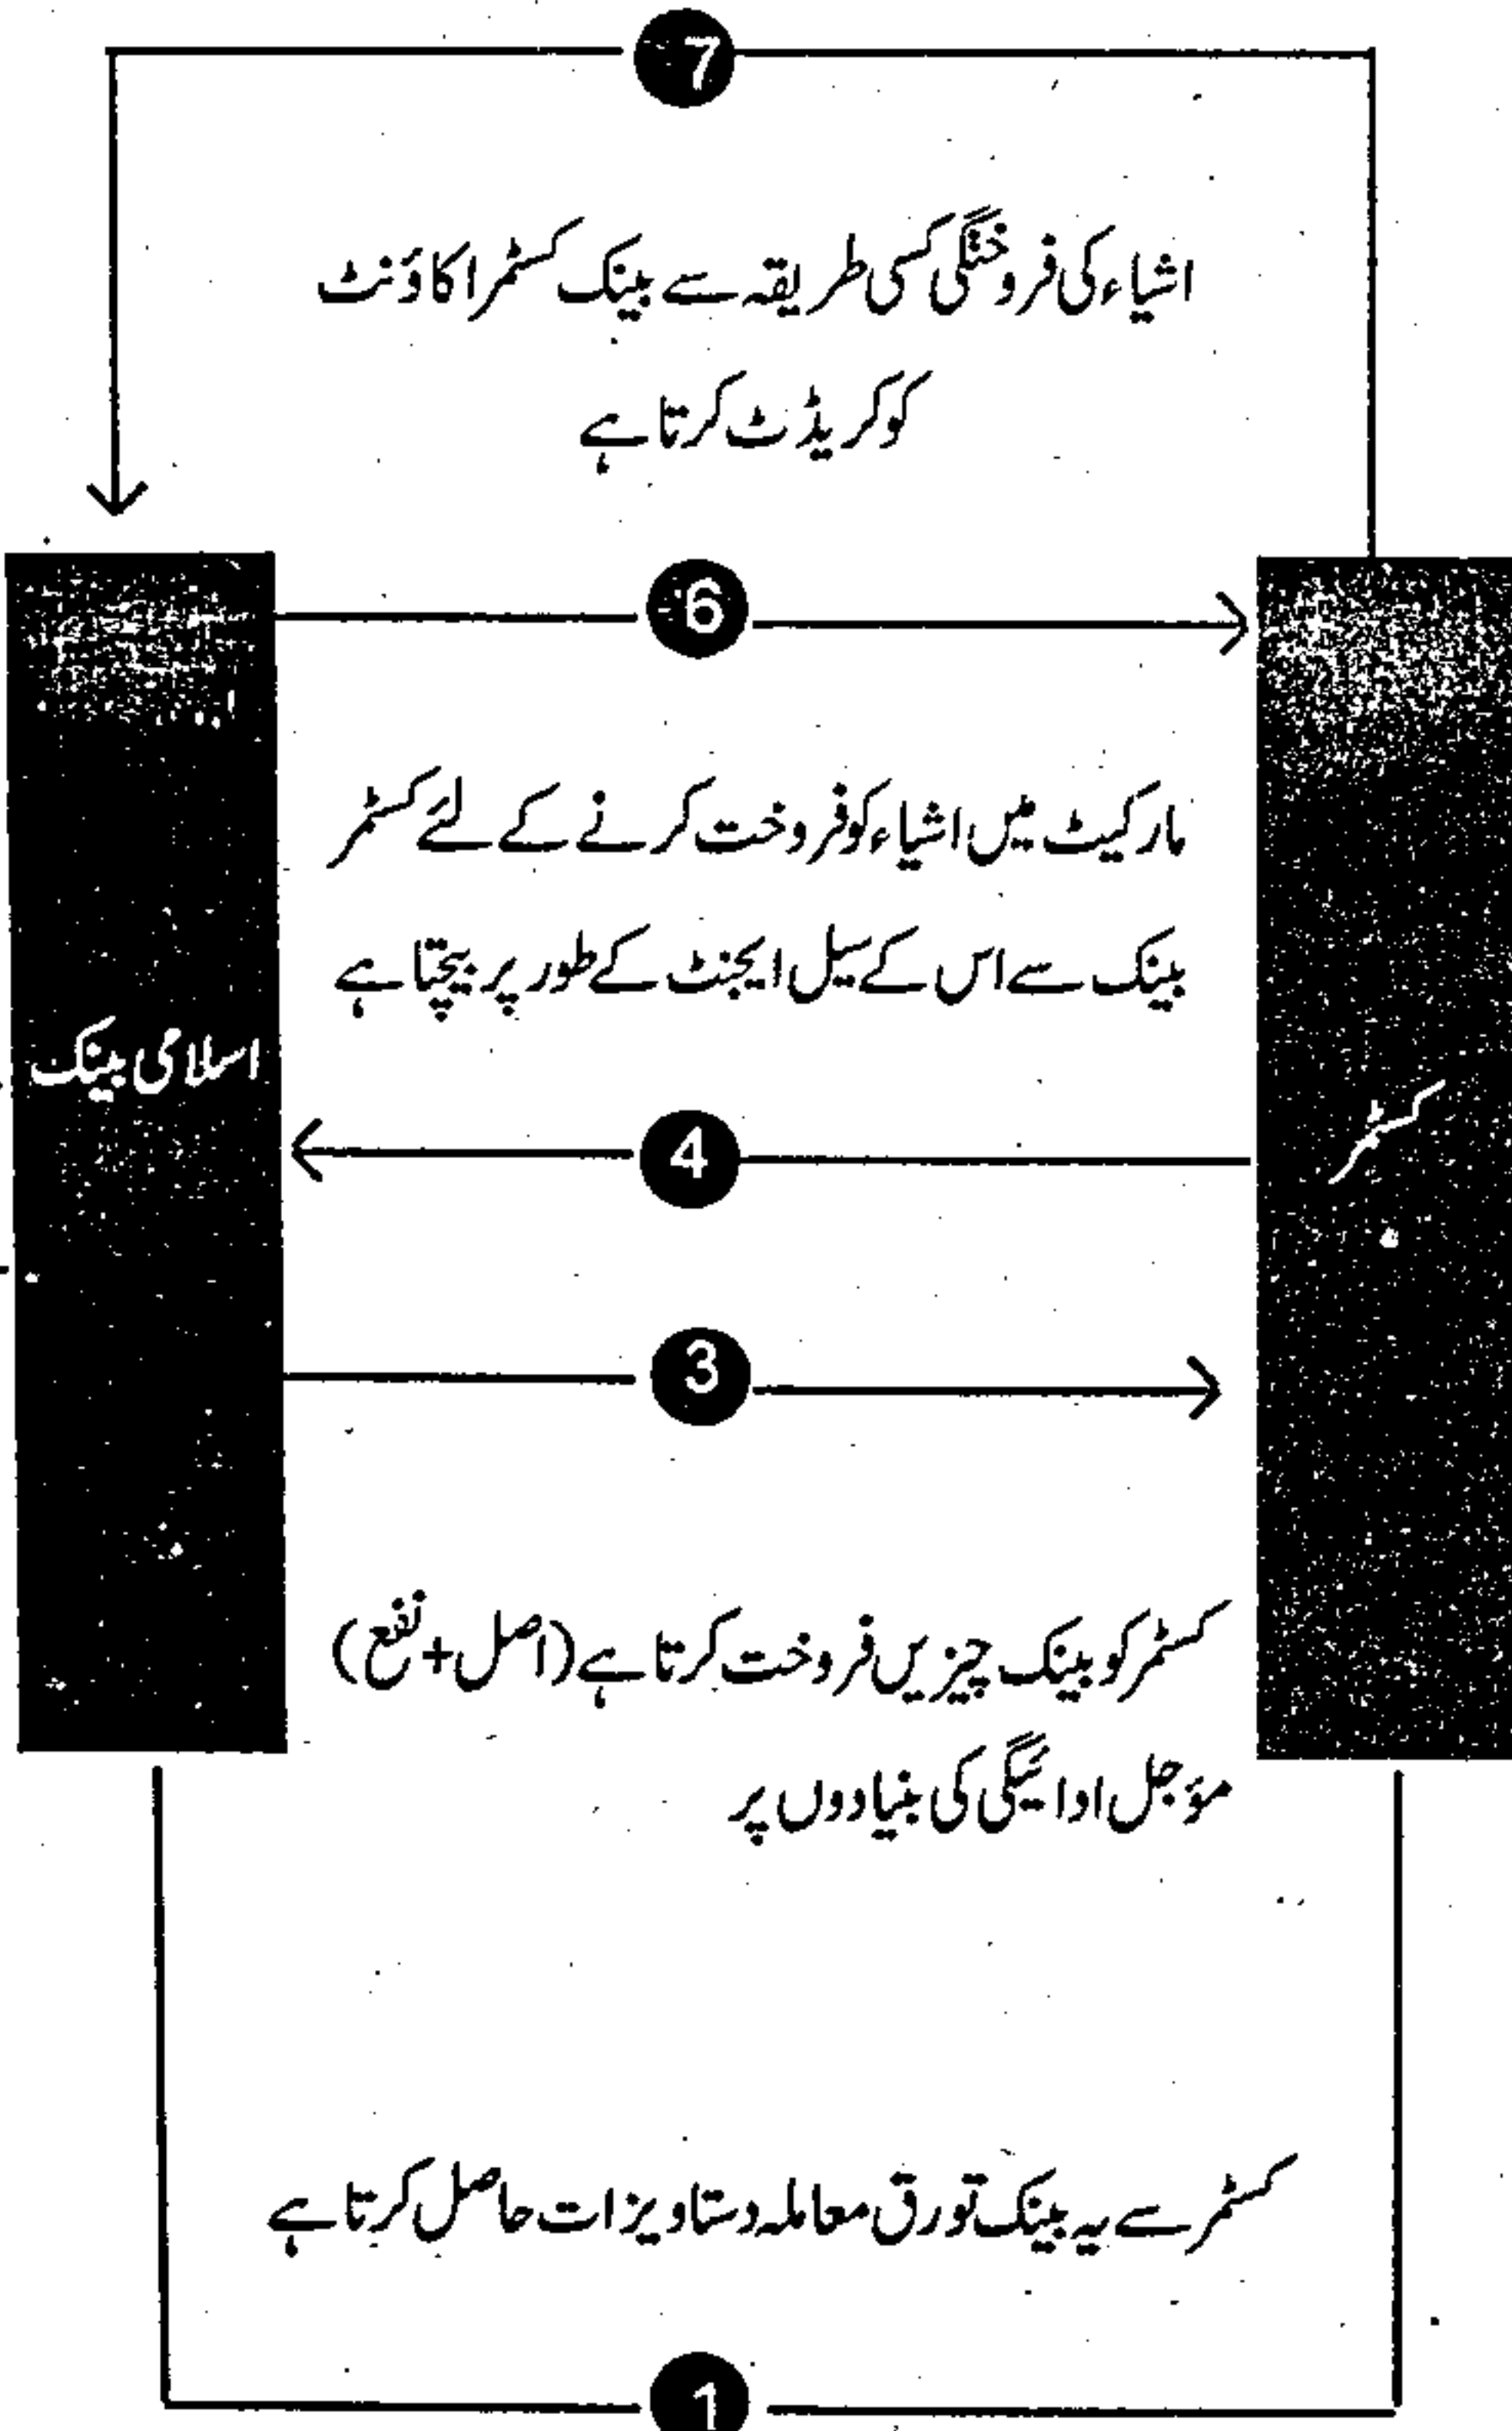 7
اشیاء کی فروختگی کسی طریقہ سے بینک کسٹمر اکاؤنٹ
کو کریڈٹ کرتا ہے
6
مارکیٹ میں اشیاء کو فروخت کرنے کے لئے کسٹمر
بینک سے اس کے سیل ایجنٹ کے طور پر بیچتا ہے
اسلامی بینک
کسٹمر
4
3
کسٹمر کو بینک چیزیں فروخت کرتا ہے (اصل + نفع)
مؤجل ادائیگی کی بنیادوں پر
کسٹمر سے یہ بینک تورق معاملہ دستاویزات حاصل کرتا ہے
1